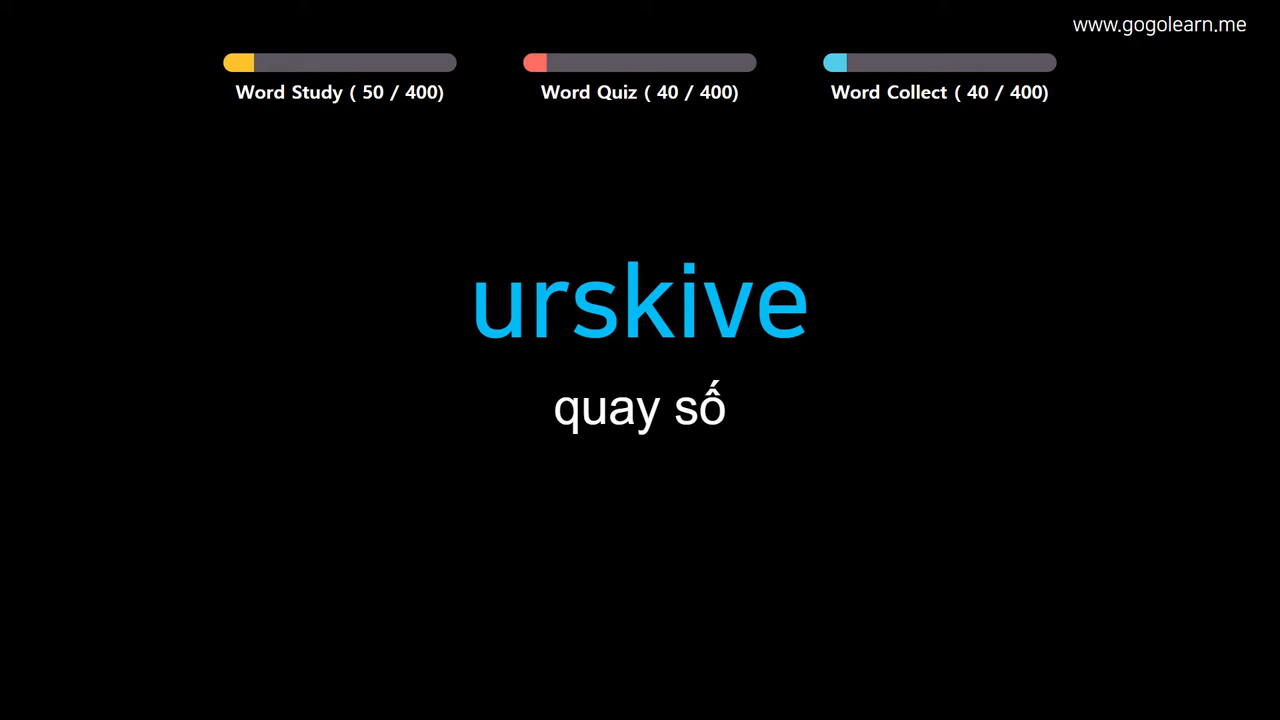 www.gogolearn.me
Word Study ( 50 / 400)
Word Quiz ( 40 / 400)
Word Collect ( 40 / 400)
urskive
quay số